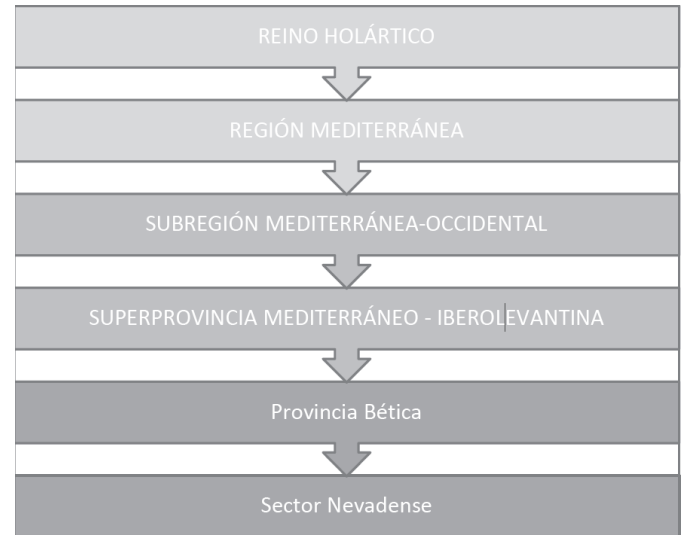 REINO HOLÁRTICO
REGIÓN MEDITERRÁNEA
SUBREGIÓN MEDITERRÁNEA-OCCIDENTAL
SUPERPROVINCIA MEDITERRÁNEO - IBEROLEVANTINA
Provincia Bética
Sector Nevadense